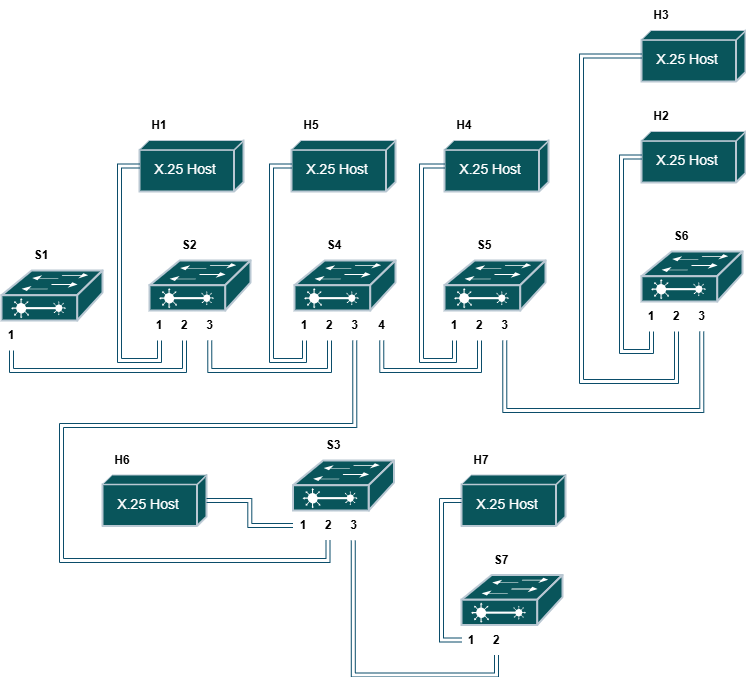 H3
X.25 Host
H1
H5
H4
H2
X.25 Host
X.25 Host
X.25 Host
X.25 Host
S1
S2
S4
S5
S6
1
1 2 3
1 2 3 4
1 2 3
1 2 3
H6
S3
H7
X.25 Host
X.25 Host
1 2 3
S7
1 2